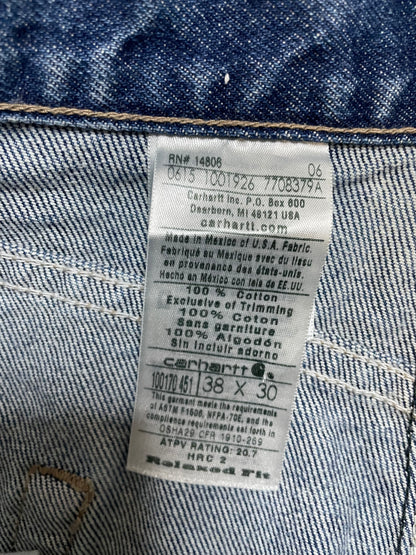 RN# 14806 06
0615 1001926 7708379A
Carhartt Inc. P.O. Box 600
Dearborn, MI 48121 USA
carhartt.com
Made in Mexico of U.S.A. Fabric
Fabriqué au Mexique avec du tissu
en provenance des états-unis.
Hecho en México con tela de EE.UU.
100% Cotton
Exclusive of Trimming
100% Coton
Sans garniture
100% Algodón
Sin incluir adorno
carhartt
100170 451 38 X 30
This garment meets the requirements
of ASTM F1506, NFPA-70E, and the
compliance requirements set forth in
OSHA29 CFR 1910-269
ATPV RATING: 20.7
HRC 2
Relaxed Fit